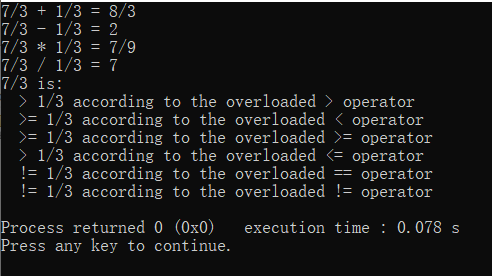 7/3 + 1/3 = 8/3
7/3 - 1/3 = 2
7/3 * 1/3 = 7/9
7/3 / 1/3 = 7
7/3 is:
  > 1/3 according to the overloaded > operator
  >= 1/3 according to the overloaded < operator
  >= 1/3 according to the overloaded >= operator
  > 1/3 according to the overloaded <= operator
  != 1/3 according to the overloaded == operator
  != 1/3 according to the overloaded != operator

Process returned 0 (0x0)   execution time : 0.078 s
Press any key to continue.